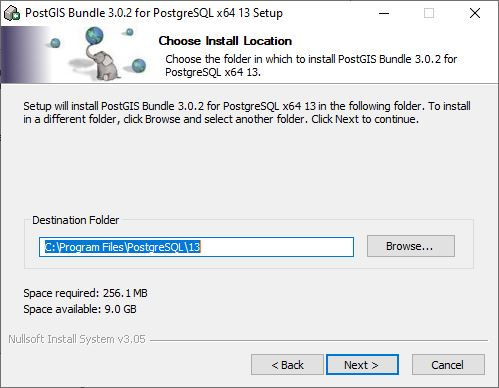 PostGIS Bundle 3.0.2 for PostgreSQL x64 13 Setup
Choose Install Location
Choose the folder in which to install PostGIS Bundle 3.0.2 for
PostgreSQL x64 13.
Setup will install PostGIS Bundle 3.0.2 for PostgreSQL x64 13 in the following folder. To install
in a different folder, click Browse and select another folder. Click Next to continue.
Destination Folder
C:\Program Files\PostgreSQL\13
Browse...
Space required: 256.1 MB
Space available: 9.0 GB
Nullsoft Install System v3.05
< Back
Next >
Cancel